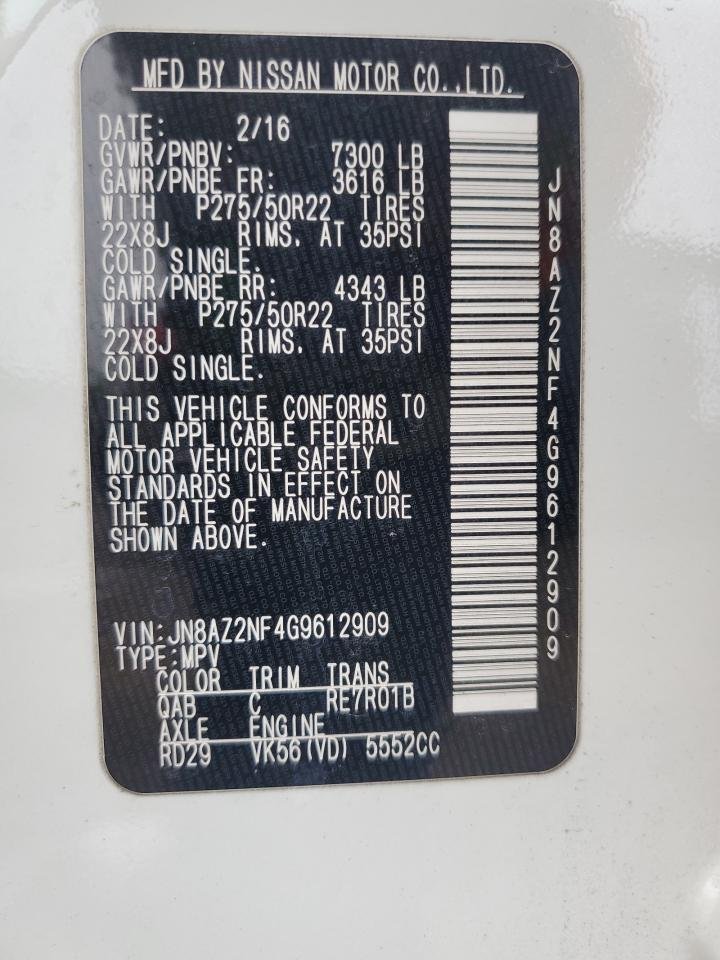 MFD BY NISSAN MOTOR CO.,LTD.
DATE: 2/16
GVWR/PNBV: 7300 LB
GAWR/PNBE FR: 3616 LB
WITH P275/50R22 TIRES
22X8J RIMS, AT 35PSI
COLD SINGLE.
GAWR/PNBE RR: 4343 LB
WITH P275/50R22 TIRES
22X8J RIMS, AT 35PSI
COLD SINGLE.
THIS VEHICLE CONFORMS TO
ALL APPLICABLE FEDERAL
MOTOR VEHICLE SAFETY
STANDARDS IN EFFECT ON
THE DATE OF MANUFACTURE
SHOWN ABOVE.
VIN:JN8AZ2NF4G9612909
TYPE:MPV
COLOR TRIM TRANS
QAB C RE7R01B
AXLE ENGINE
RD29 VK56(VD) 5552CC
JN8AZ2NF4G9612909